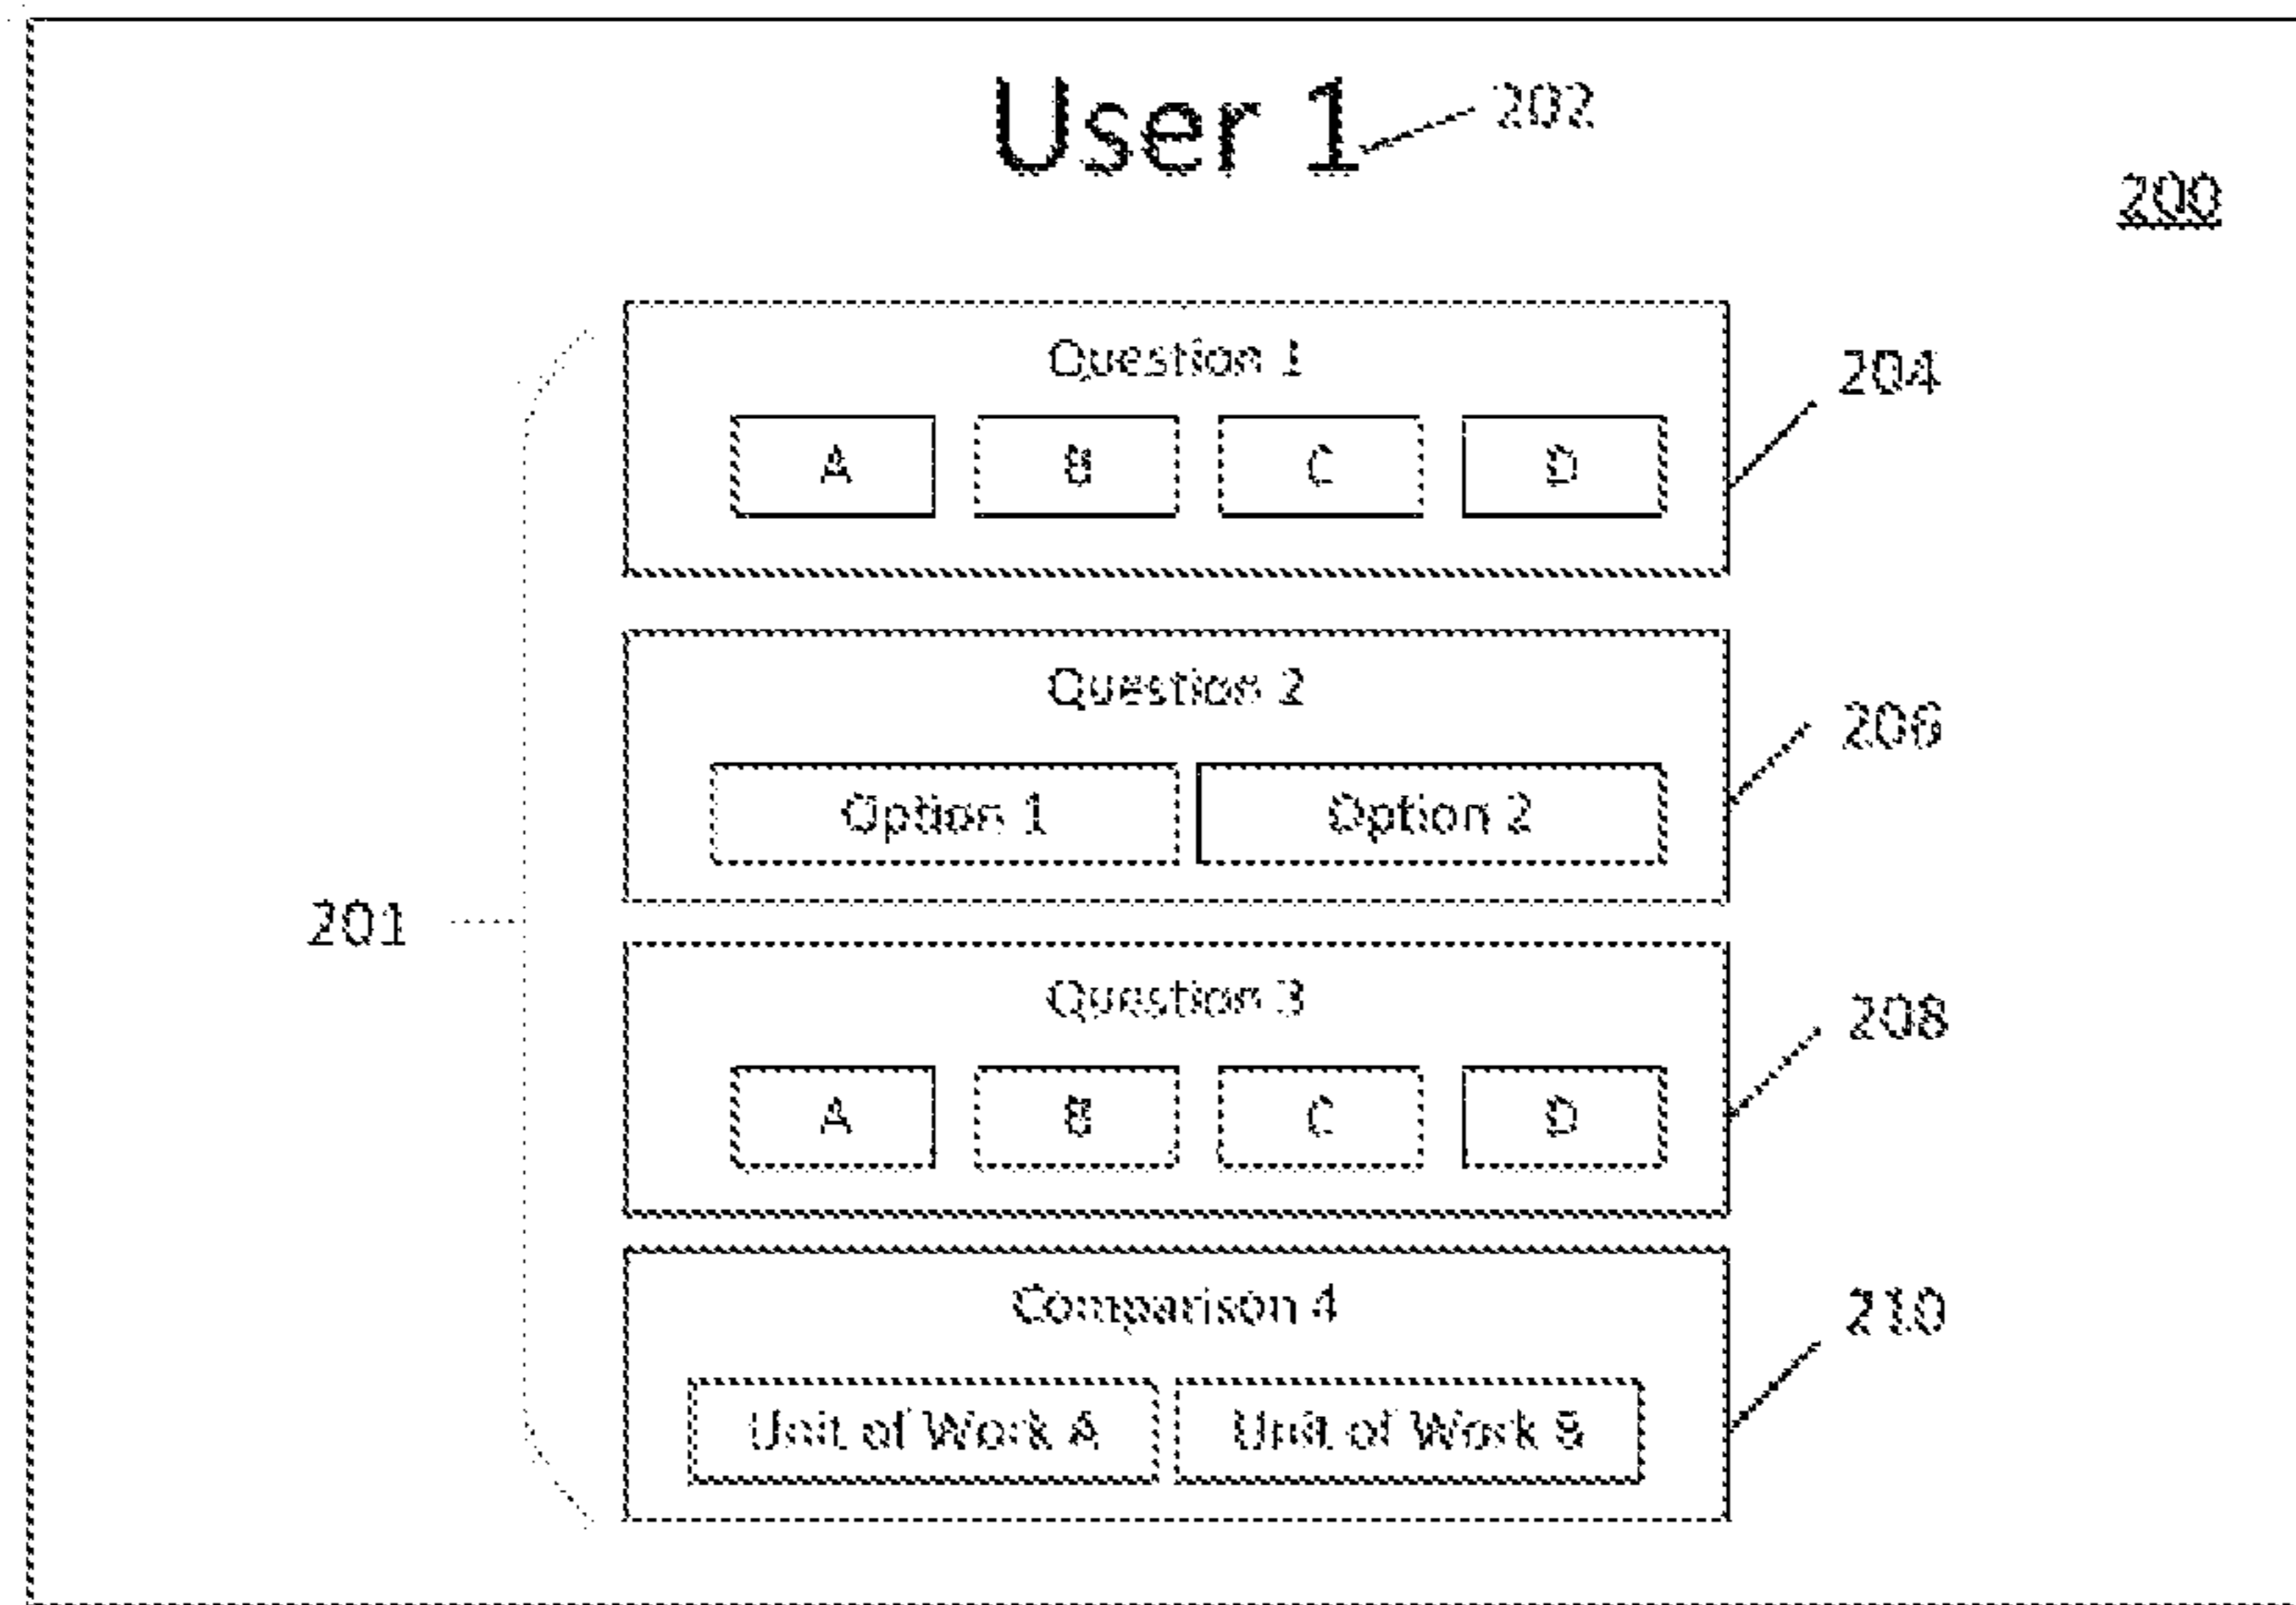 User 1 202
200
Question 1
204
A B C D
Question 2
206
Option 1 Option 2
201
Question 3
208
A B C D
Comparison 4
210
Unit of Work A Unit of Work B